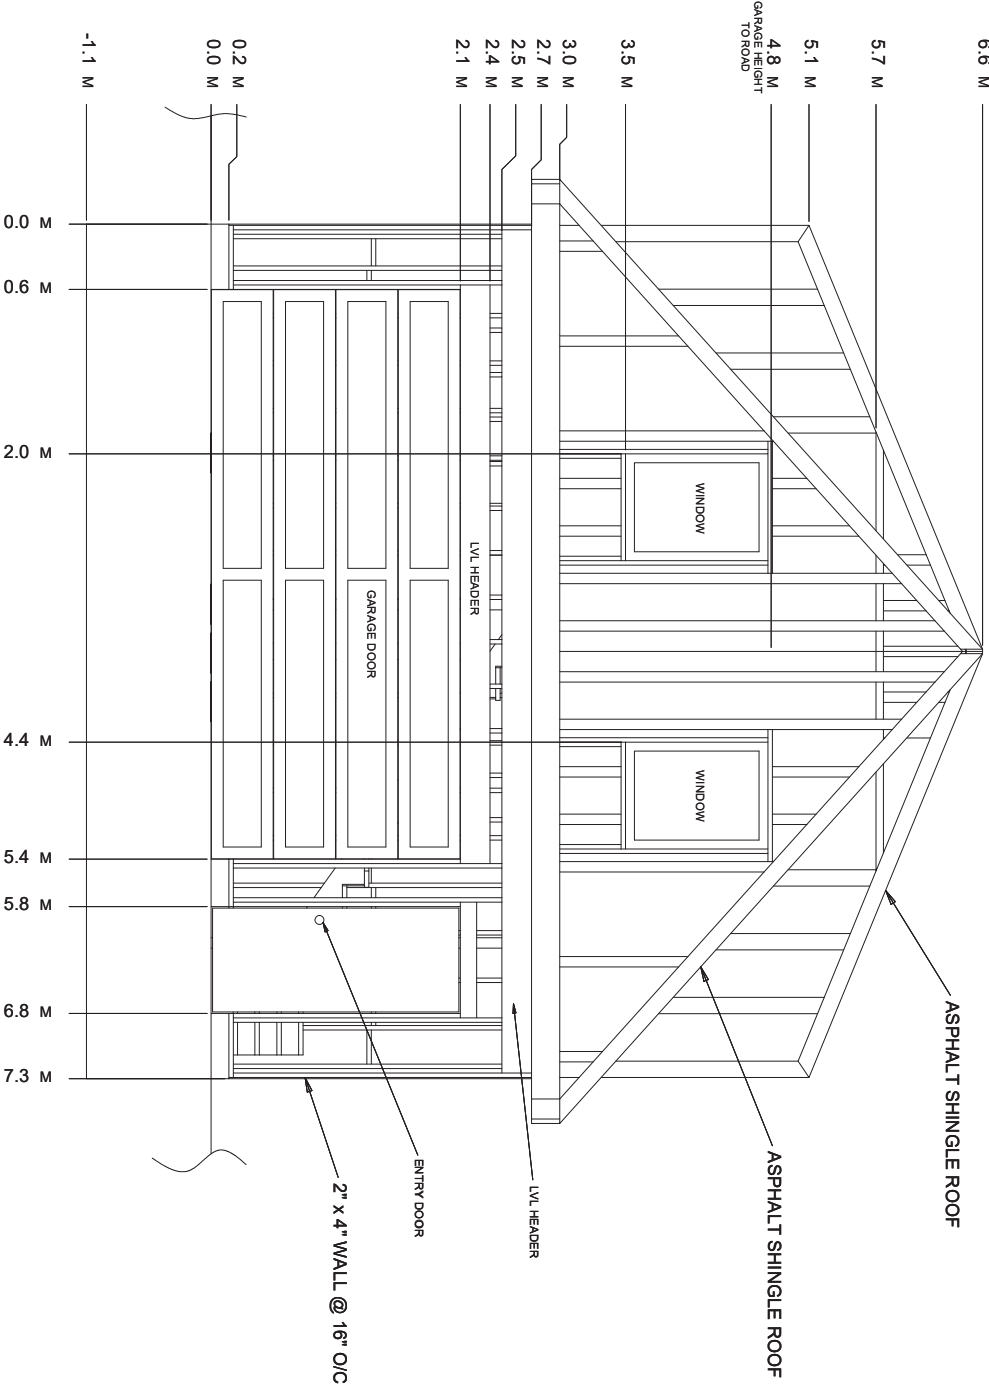 6.6 M
5.7 M
5.1 M
4.8 M
GARAGE HEIGHT
TO ROAD
3.5 M
3.0 M
2.7 M
2.5 M
2.4 M
2.1 M
0.2 M
0.0 M
-1.1 M
0.0 M
0.6 M
2.0 M
4.4 M
5.4 M
5.8 M
6.8 M
7.3 M
WINDOW
WINDOW
LVL HEADER
GARAGE DOOR
ASPHALT SHINGLE ROOF
ASPHALT SHINGLE ROOF
LVL HEADER
ENTRY DOOR
2" x 4" WALL @ 16" O/C